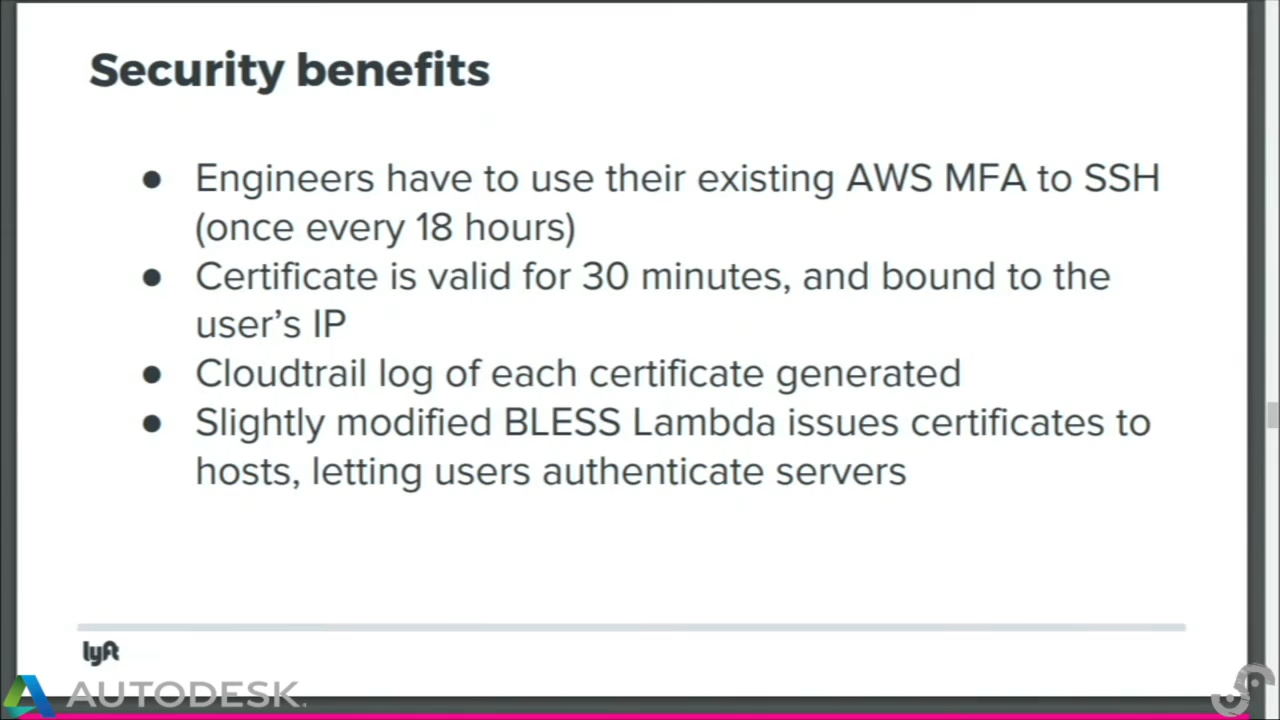 Security benefits
● Engineers have to use their existing AWS MFA to SSH
(once every 18 hours)
● Certificate is valid for 30 minutes, and bound to the
user’s IP
● Cloudtrail log of each certificate generated
● Slightly modified BLESS Lambda issues certificates to
hosts, letting users authenticate servers
lyft
AUTODESK.